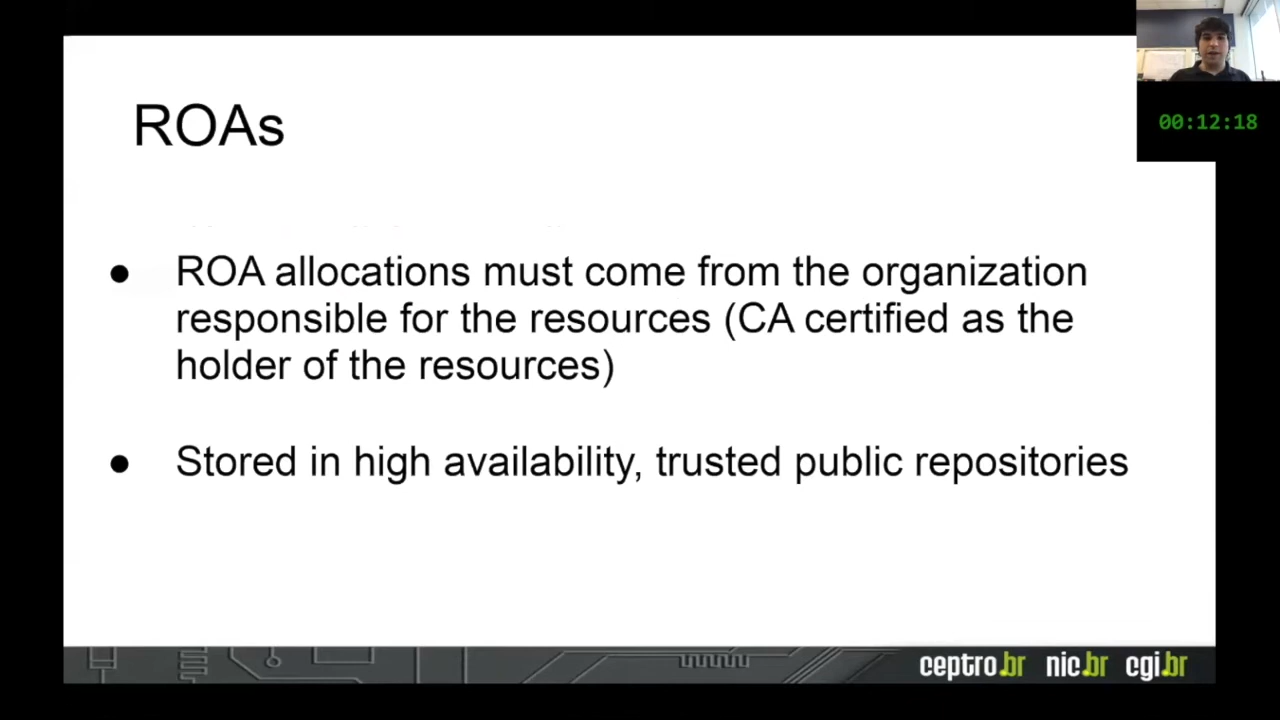 00:12:18
ROAs
● ROA allocations must come from the organization
responsible for the resources (CA certified as the
holder of the resources)
● Stored in high availability, trusted public repositories
ceptro.br nic.br cgi.br